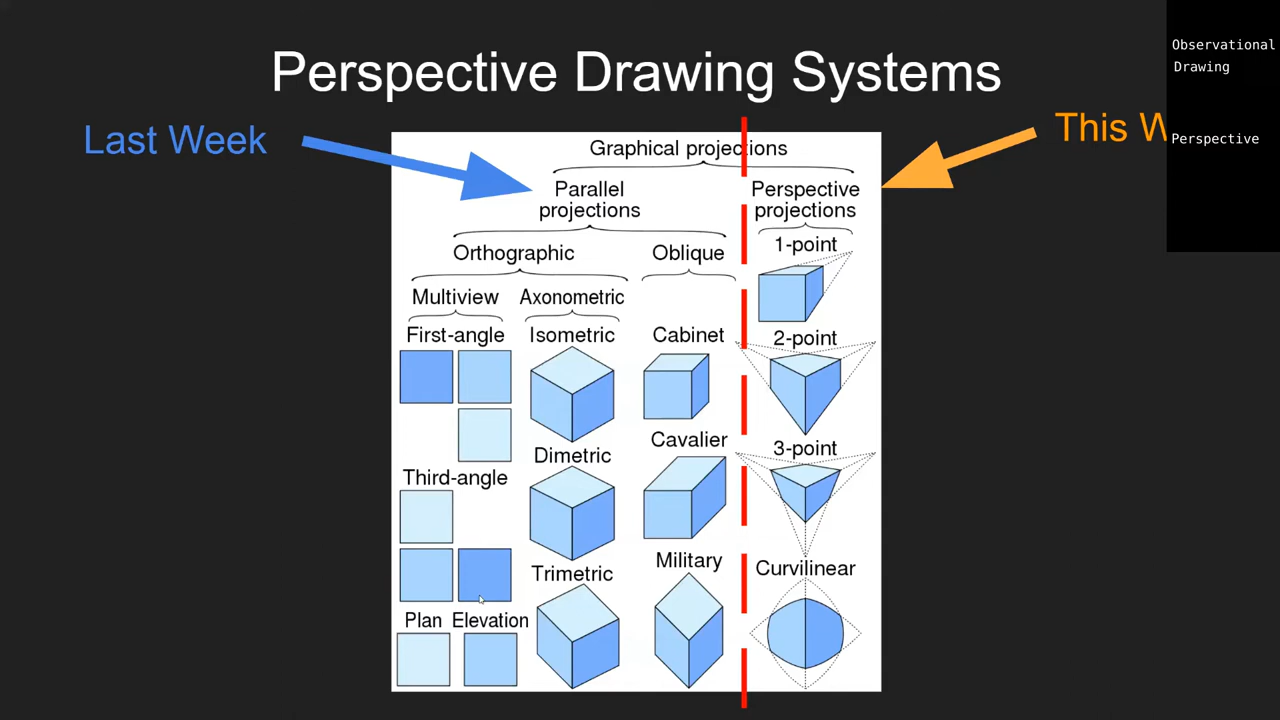 Perspective Drawing Systems
Observational
Drawing
Perspective
Last Week
This W
Graphical projections
Parallel
projections
Perspective
projections
Orthographic
Oblique
1-point
Multiview
Axonometric
First-angle
Isometric
Cabinet
2-point
Cavalier
3-point
Dimetric
Third-angle
Military
Curvilinear
Trimetric
Plan
Elevation